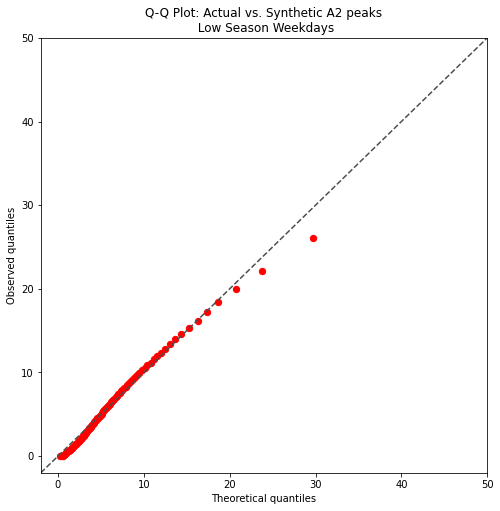 Q-Q Plot: Actual vs. Synthetic A2 peaks
Low Season Weekdays
50
40
30
20
10
0
Observed quantiles
0 10 20 30 40 50
Theoretical quantiles